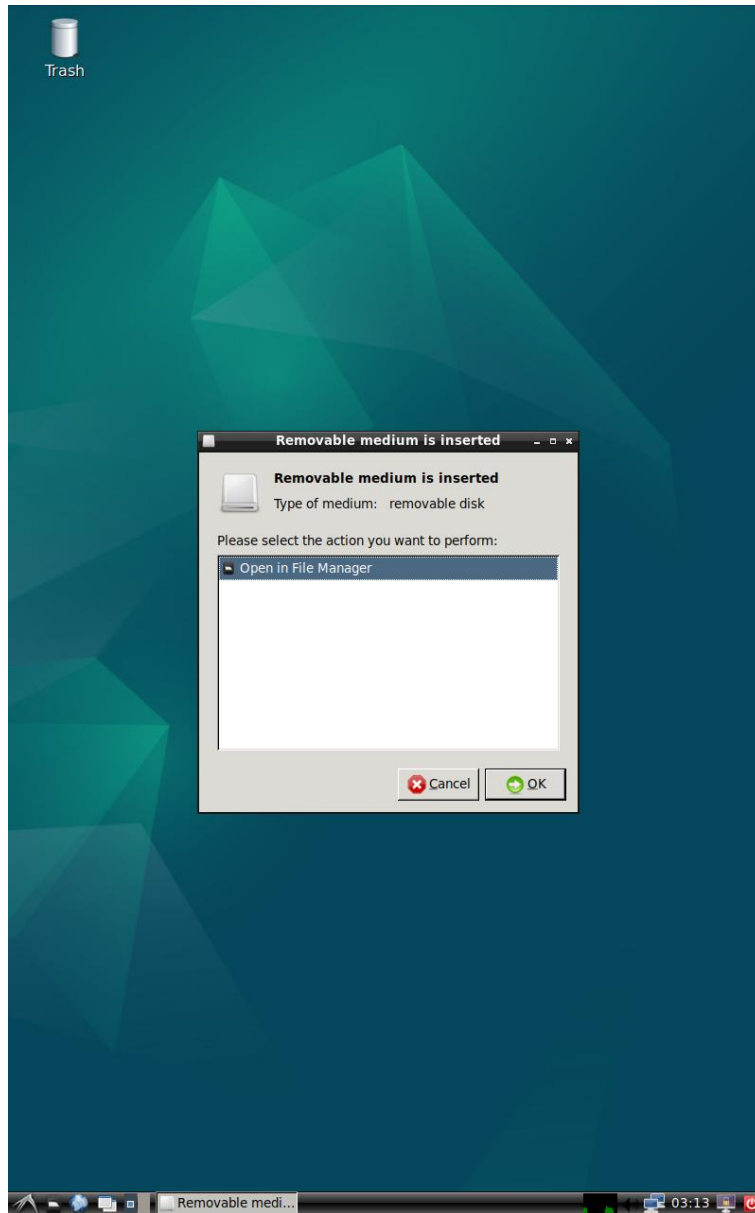 Trash
Removable medium is inserted
Removable medium is inserted
Type of medium: removable disk
Please select the action you want to perform:
Open in File Manager
Cancel
OK
Removable medi...
03:13